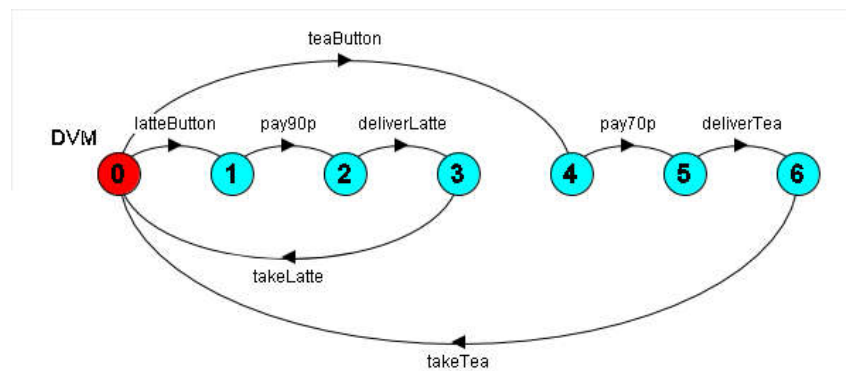 teaButton
DVM
latteButton
pay90p
deliverLatte
pay70p
deliverTea
0
1
2
3
4
5
6
takeLatte
takeTea